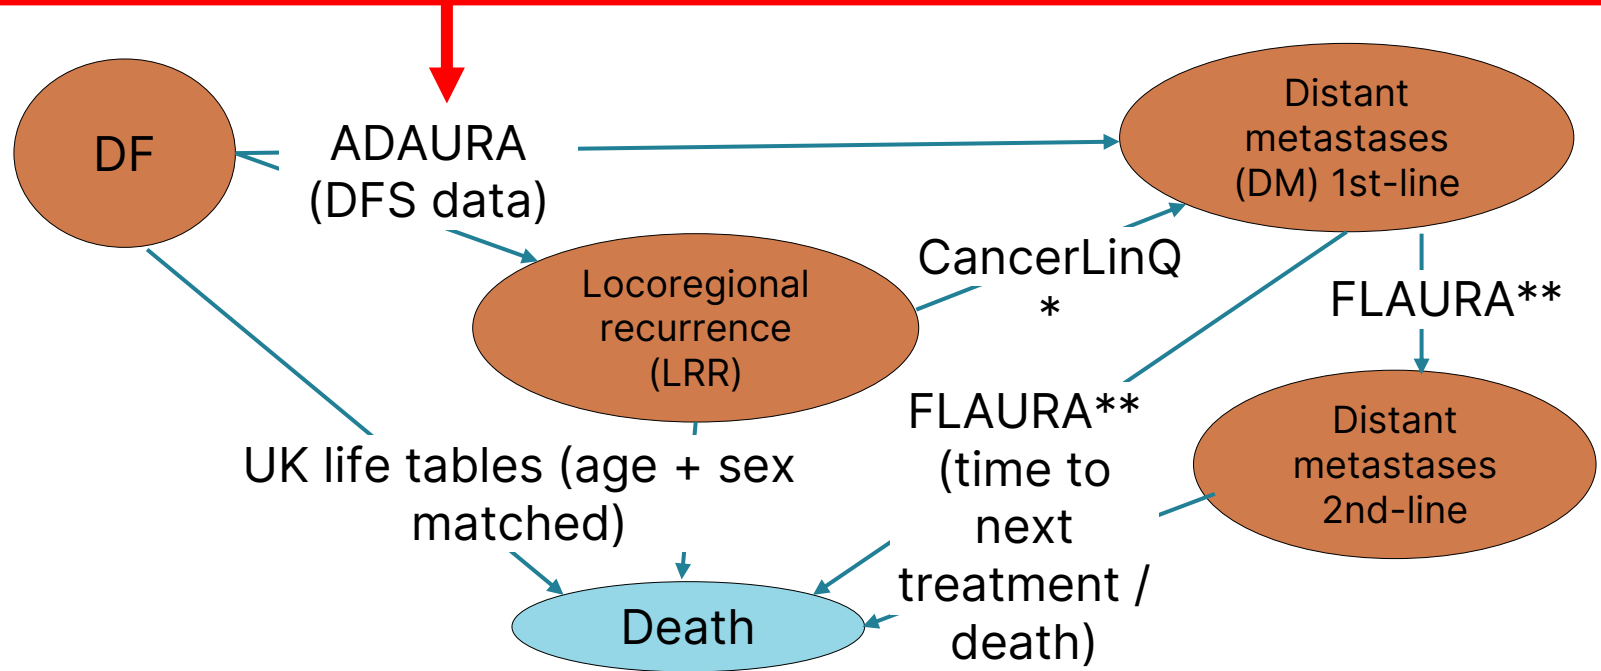 DF
ADAURA
(DFS data)
Distant
metastases
(DM) 1st-line
Locoregional
recurrence
(LRR)
CancerLinQ
*
FLAURA**
UK life tables (age + sex
matched)
FLAURA**
(time to
next
treatment /
death)
Distant
metastases
2nd-line
Death